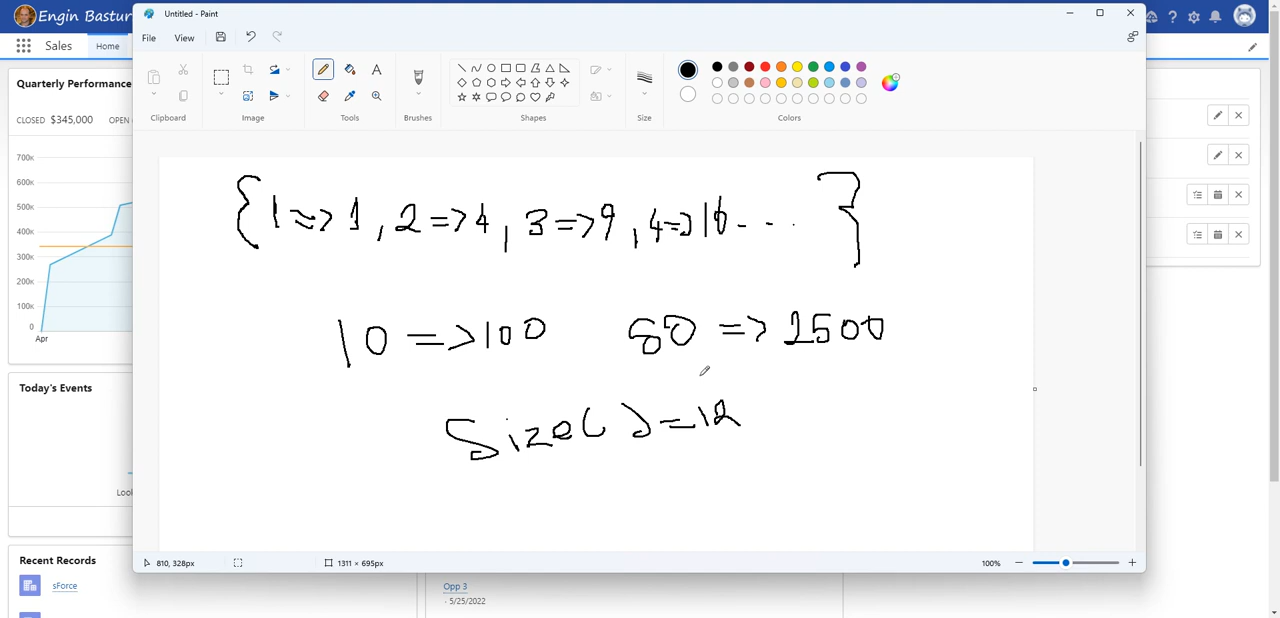 Engin Bastur
Untitled - Paint
Sales
Home
File
View
Clipboard
Image
Tools
Brushes
Shapes
Size
Colors
Quarterly Performance
CLOSED $345,000 OPEN
700K
600K
500K
400K
300K
200K
100K
0
Apr
{ 1 => 1, 2 => 4, 3 => 9, 4 => 16 - - . }
10 => 100 50 => 2500
Size( ) = 12
Today's Events
Look
Recent Records
sForce
810, 328px
1311 × 695px
100%
Opp 3
- 5/25/2022